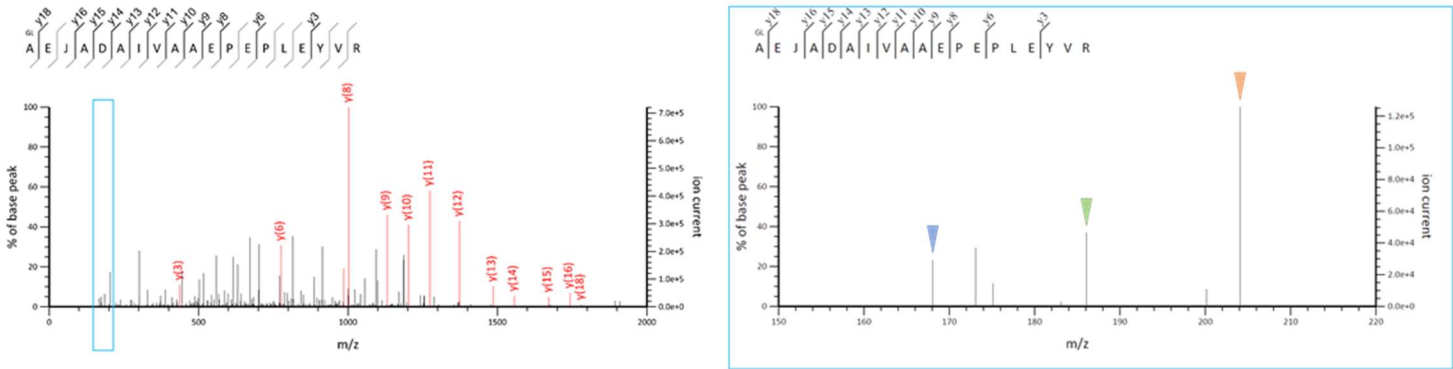 y18 y16 y15 y14 y13 y12 y11 y10 y9 y8 y6 y3
GL
A E J A D A I V A A E P E P L E Y V R
y(8)
y(11)
y(9)
y(12)
y(10)
y(6)
y(3)
y(13)
y(14)
y(15)
y(16)
y(18)
100
80
60
40
20
0
% of base peak
7.0e+5
6.0e+5
5.0e+5
4.0e+5
3.0e+5
2.0e+5
1.0e+5
0.0e+0
ion current
0 500 1000 1500 2000
m/z
y18 y16 y15 y14 y13 y12 y11 y10 y9 y8 y6 y3
GL
A E J A D A I V A A E P E P L E Y V R
100
80
60
40
20
0
% of base peak
1.2e+5
1.0e+5
8.0e+4
6.0e+4
4.0e+4
2.0e+4
0.0e+0
ion current
150 160 170 180 190 200 210 220
m/z